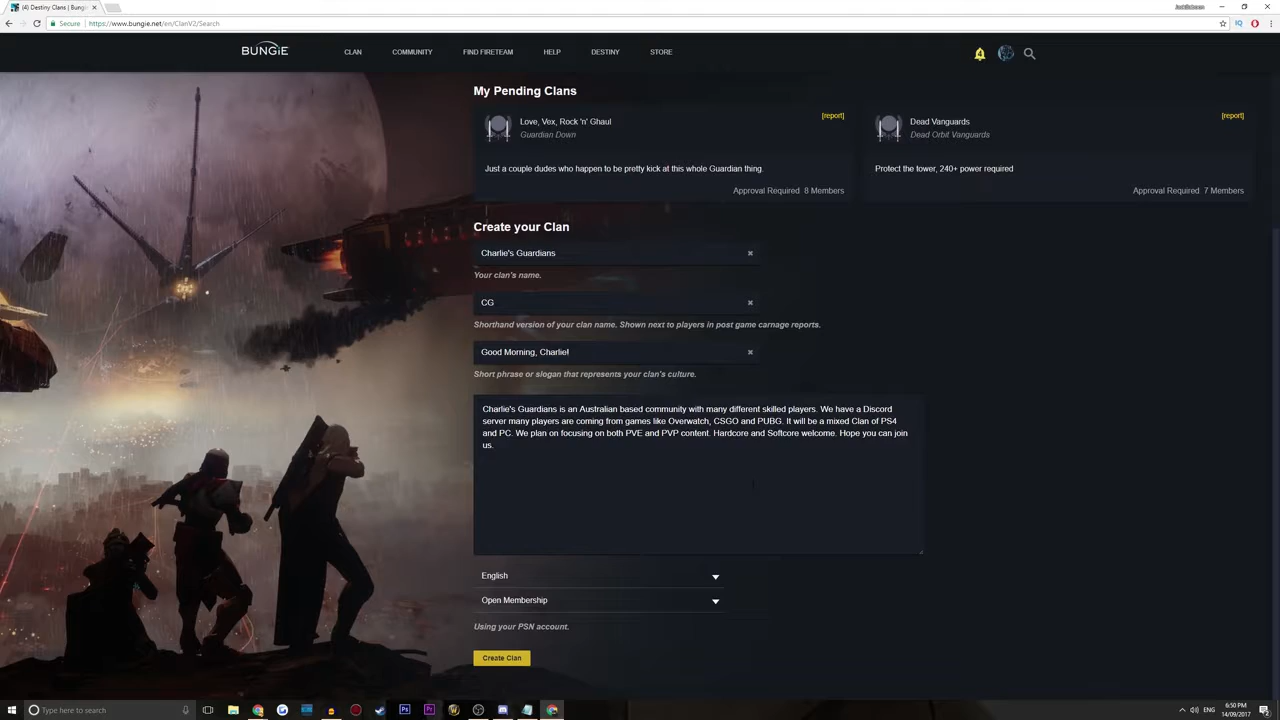 (4) Destiny Clans | Bungi
Secure
https://www.bungie.net/en/ClanV2/Search
BUNGIE
CLAN
COMMUNITY
FIND FIRETEAM
HELP
DESTINY
STORE
4
My Pending Clans
Love, Vex, Rock 'n' Ghaul
[report]
Guardian Down
Just a couple dudes who happen to be pretty kick at this whole Guardian thing.
Approval Required 8 Members
Dead Vanguards
[report]
Dead Orbit Vanguards
Protect the tower, 240+ power required
Approval Required 7 Members
Create your Clan
Charlie's Guardians
Your clan's name.
CG
Shorthand version of your clan name. Shown next to players in post game carnage reports.
Good Morning, Charlie!
Short phrase or slogan that represents your clan's culture.
Charlie's Guardians is an Australian based community with many different skilled players. We have a Discord
server many players are coming from games like Overwatch, CSGO and PUBG. It will be a mixed Clan of PS4
and PC. We plan on focusing on both PVE and PVP content. Hardcore and Softcore welcome. Hope you can join
us.
English
Open Membership
Using your PSN account.
Create Clan
Type here to search
ENG
6:50 PM
14/09/2017